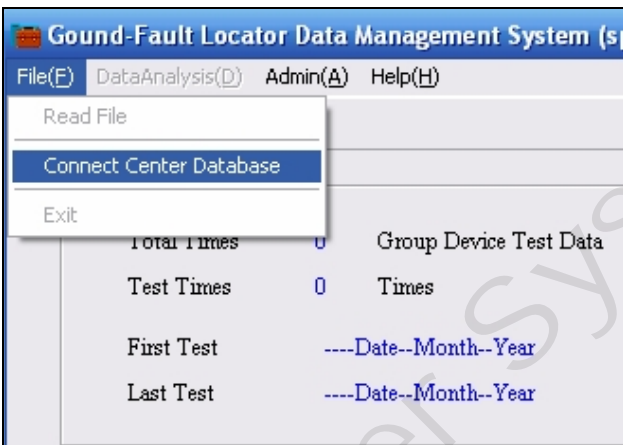 Gound-Fault Locator Data Management System (s
File(F) DataAnalysis(D) Admin(A) Help(H)
Read File
Connect Center Database
Exit
Total Times 0 Group Device Test Data
Test Times 0 Times
First Test ----Date--Month--Year
Last Test ----Date--Month--Year